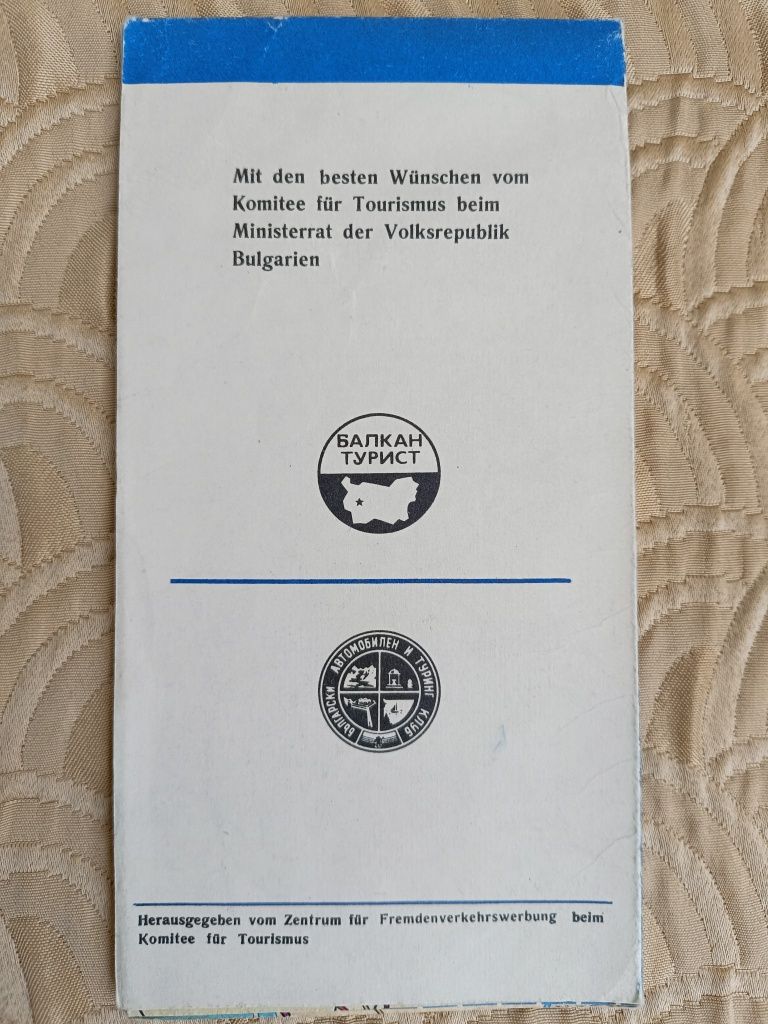 Mit den besten Wünschen vom
Komitee für Tourismus beim
Ministerrat der Volksrepublik
Bulgarien
БАЛКАН
ТУРИСТ
БЪЛГАРСКИ АВТОМОБИЛЕН И ТУРИНГ КЛУБ
Herausgegeben vom Zentrum für Fremdenverkehrswerbung beim
Komitee für Tourismus